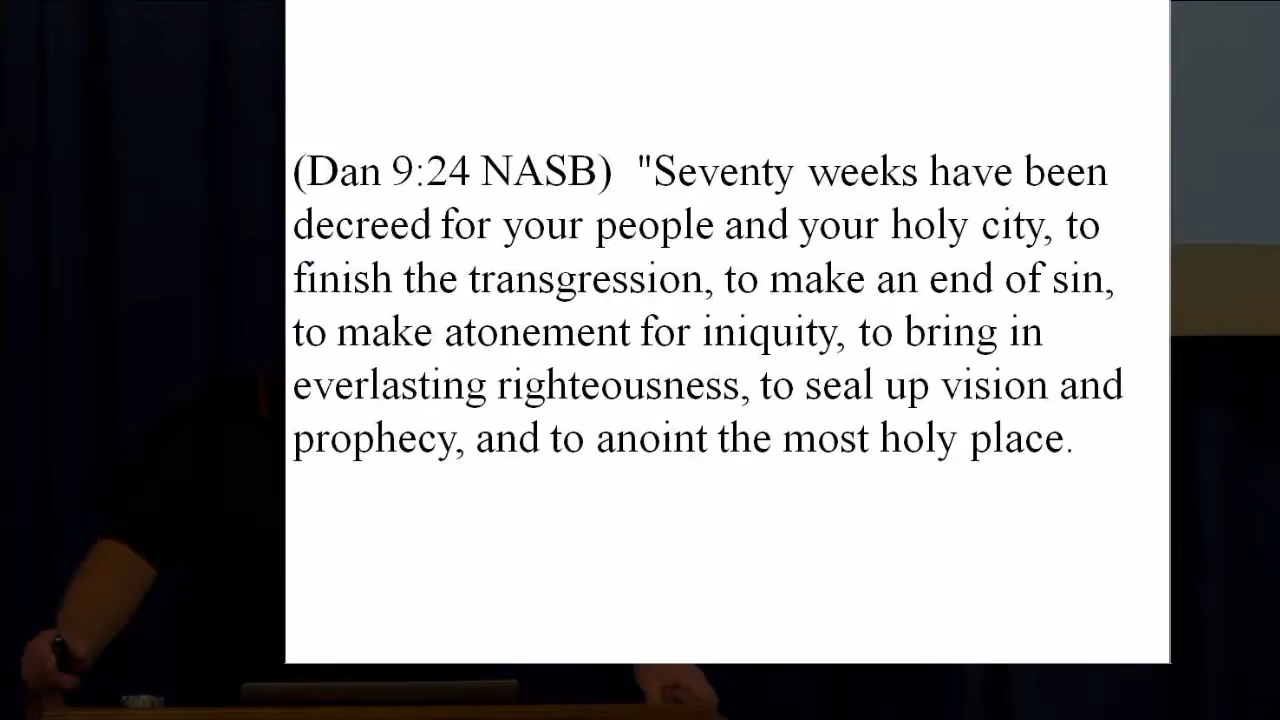 (Dan 9:24 NASB)  "Seventy weeks have been
decreed for your people and your holy city, to
finish the transgression, to make an end of sin,
to make atonement for iniquity, to bring in
everlasting righteousness, to seal up vision and
prophecy, and to anoint the most holy place.